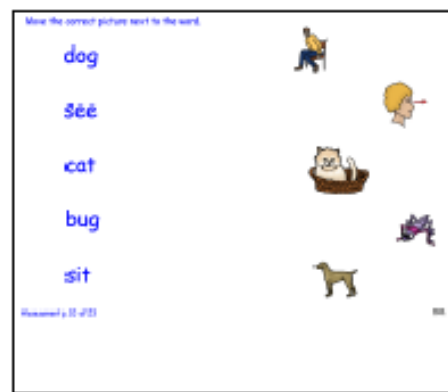 Move the correct picture next to the word.
dog
see
cat
bug
sit